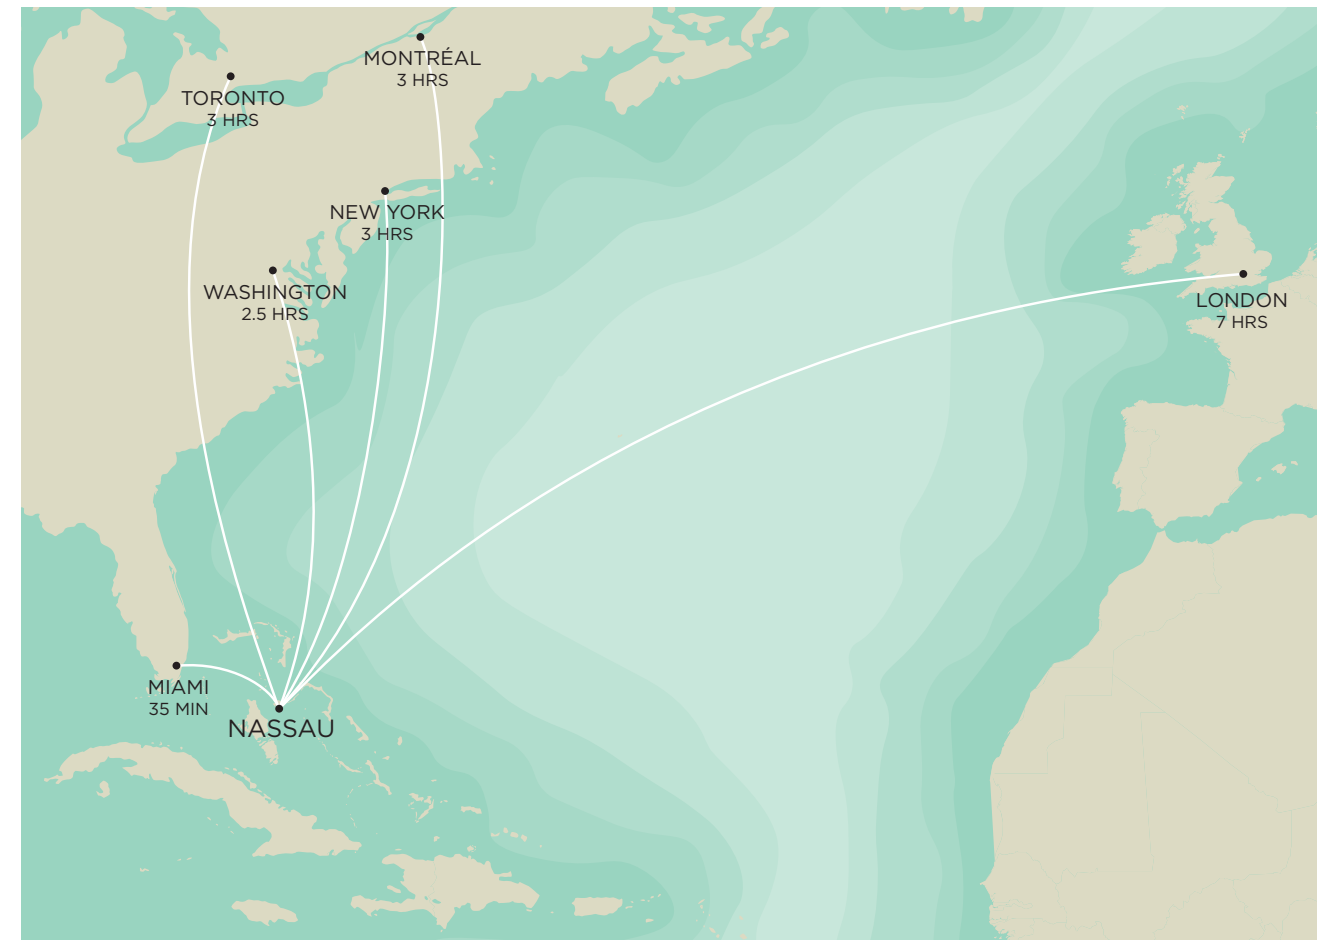 MONTRÉAL
3 HRS
TORONTO
3 HRS
NEW YORK
3 HRS
WASHINGTON
2.5 HRS
LONDON
7 HRS
MIAMI
35 MIN
NASSAU